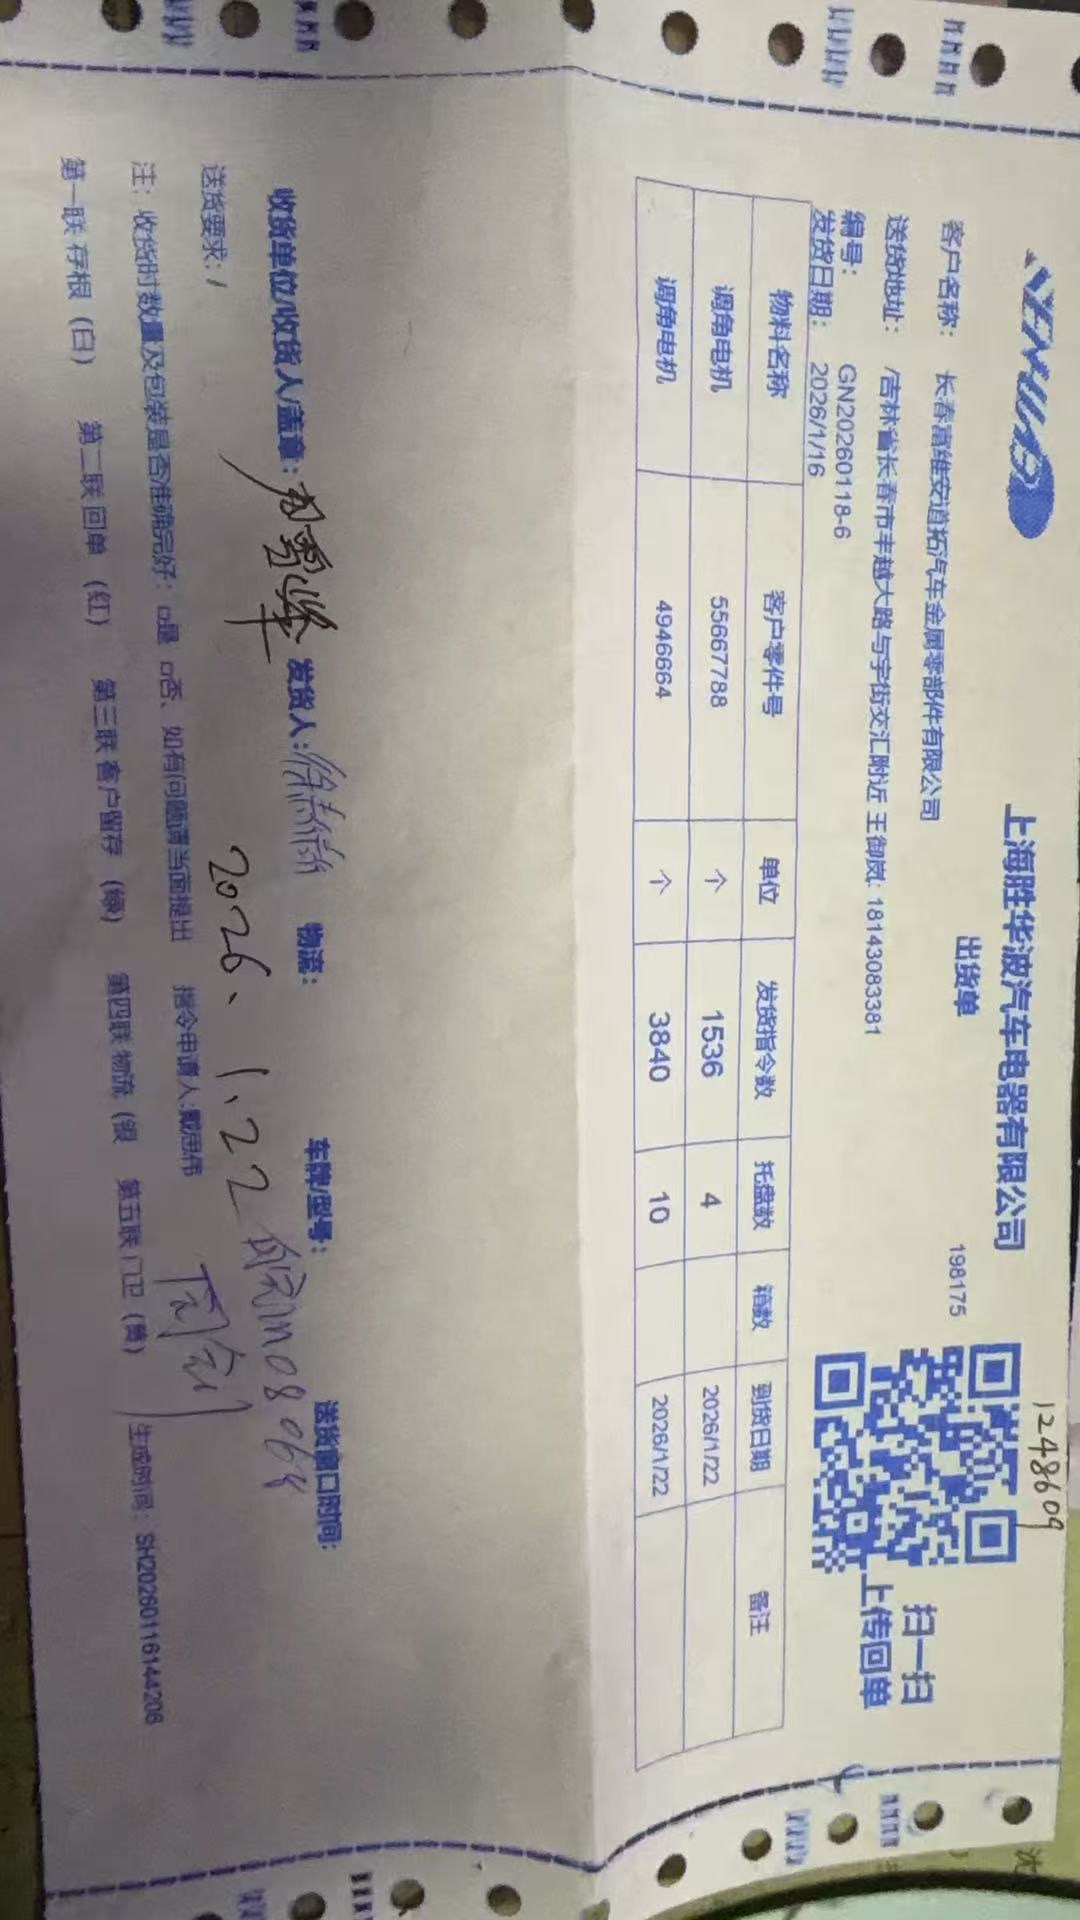 1248609
上海胜华波汽车电器有限公司
出货单
198175
扫一扫
上传回单
客户名称： 长春富维安道拓汽车金属零部件有限公司
送货地址： /吉林省长春市丰越大路与宇街交汇附近 王御岚: 18143083381
编号： GN20260118-6
发货日期： 2026/1/16
物料名称 客户零件号 单位 发货指令数 托盘数 箱数 到货日期 备注
调角电机 55667788 个 1536 4 2026/1/22
调角电机 4946664 个 3840 10 2026/1/22
收货单位/收货人/盖章： 发货人： 物流： 车牌/型号： 送货窗口时间：
2026、1、22
送货要求: /
注: 收货时数量及包装是否准确完好: □是 □否、如有问题请当面提出 指令申请人:戴思伟
第一联 存根 (白) 第二联 回单 (红) 第三联 客户留存 (绿) 第四联 物流 (银 第五联 门卫 (黄) 生成时间: SH20260116144206
沈